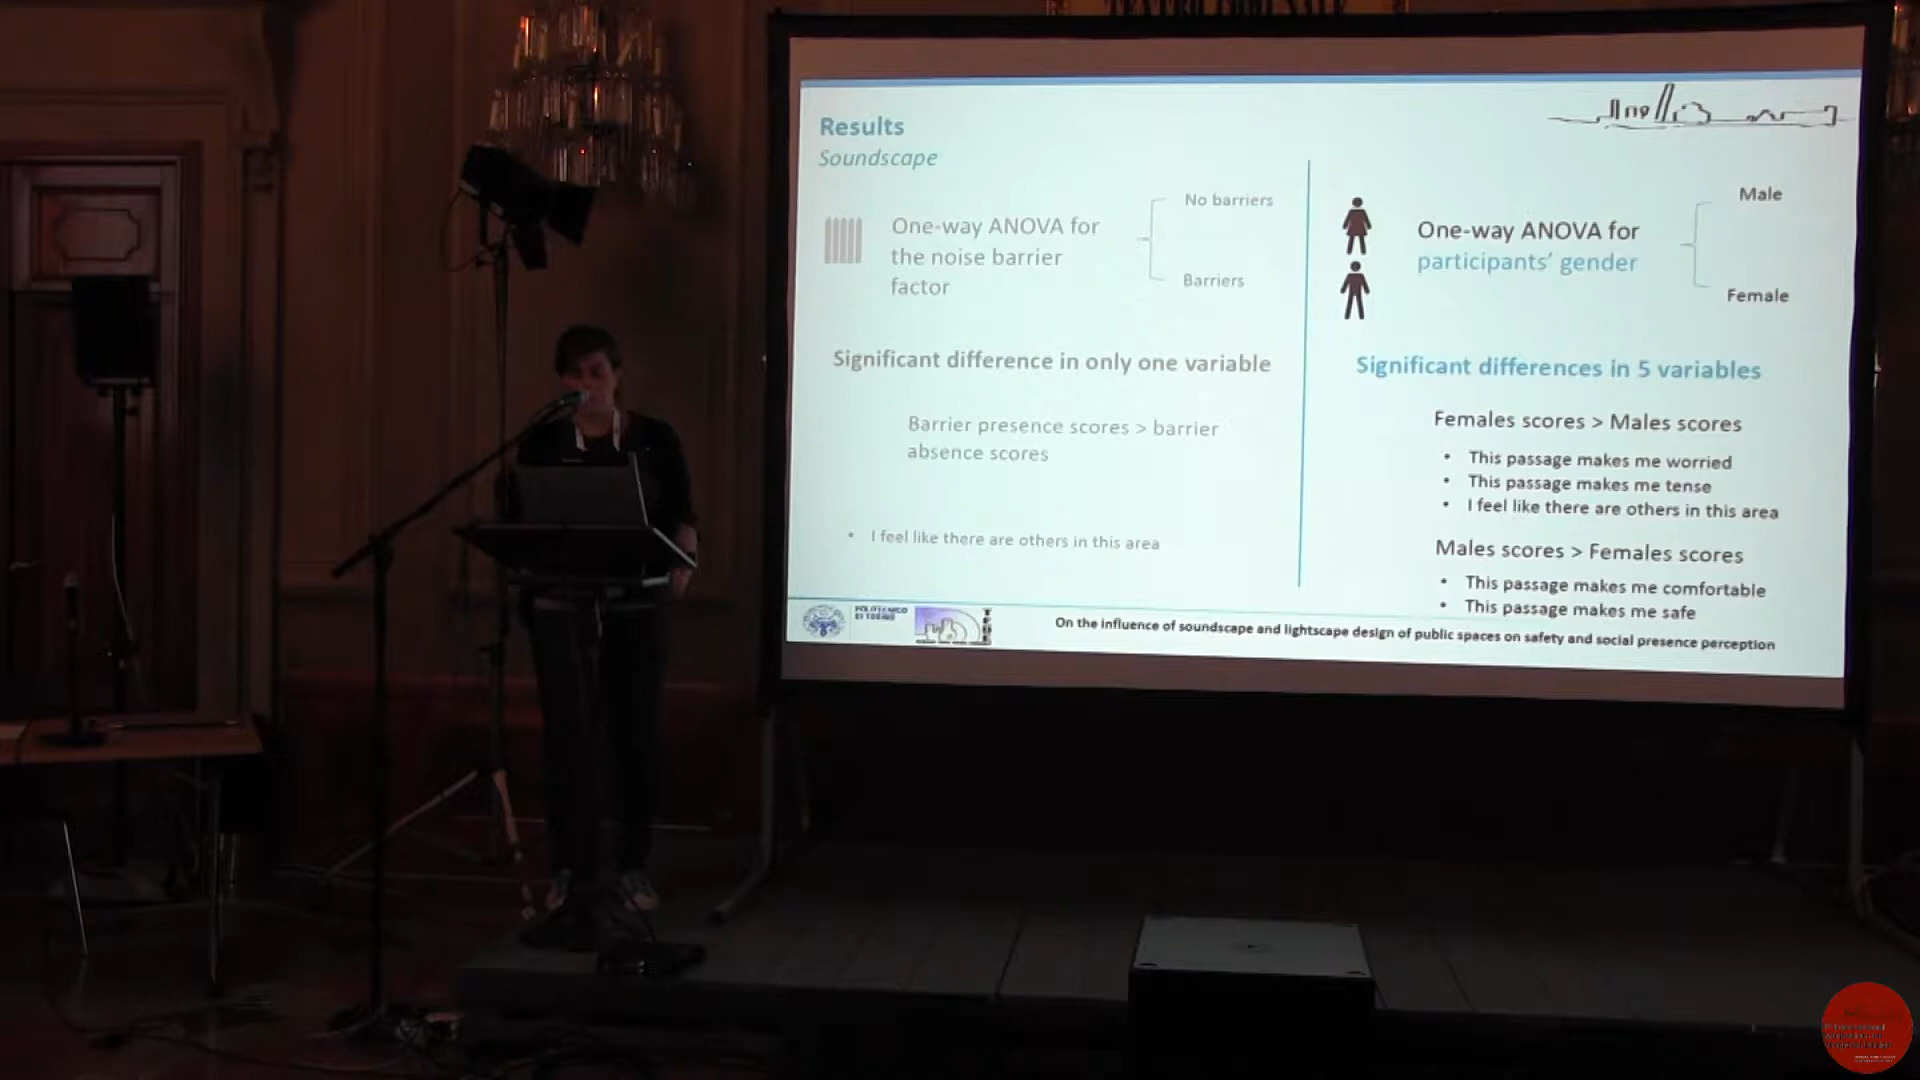 Results
Soundscape
One-way ANOVA for
the noise barrier
factor
No barriers
Barriers
Significant difference in only one variable
Barrier presence scores > barrier
absence scores
• I feel like there are others in this area
One-way ANOVA for
participants' gender
Male
Female
Significant differences in 5 variables
Females scores > Males scores
• This passage makes me worried
• This passage makes me tense
• I feel like there are others in this area
Males scores > Females scores
• This passage makes me comfortable
• This passage makes me safe
POLITECNICO
DI TORINO
On the influence of soundscape and lightscape design of public spaces on safety and social presence perception